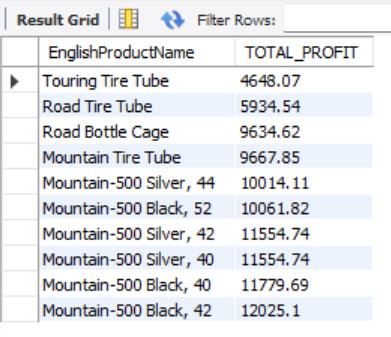 Result Grid Filter Rows:
EnglishProductName TOTAL_PROFIT
Touring Tire Tube 4648.07
Road Tire Tube 5934.54
Road Bottle Cage 9634.62
Mountain Tire Tube 9667.85
Mountain-500 Silver, 44 10014.11
Mountain-500 Black, 52 10061.82
Mountain-500 Silver, 42 11554.74
Mountain-500 Silver, 40 11554.74
Mountain-500 Black, 40 11779.69
Mountain-500 Black, 42 12025.1